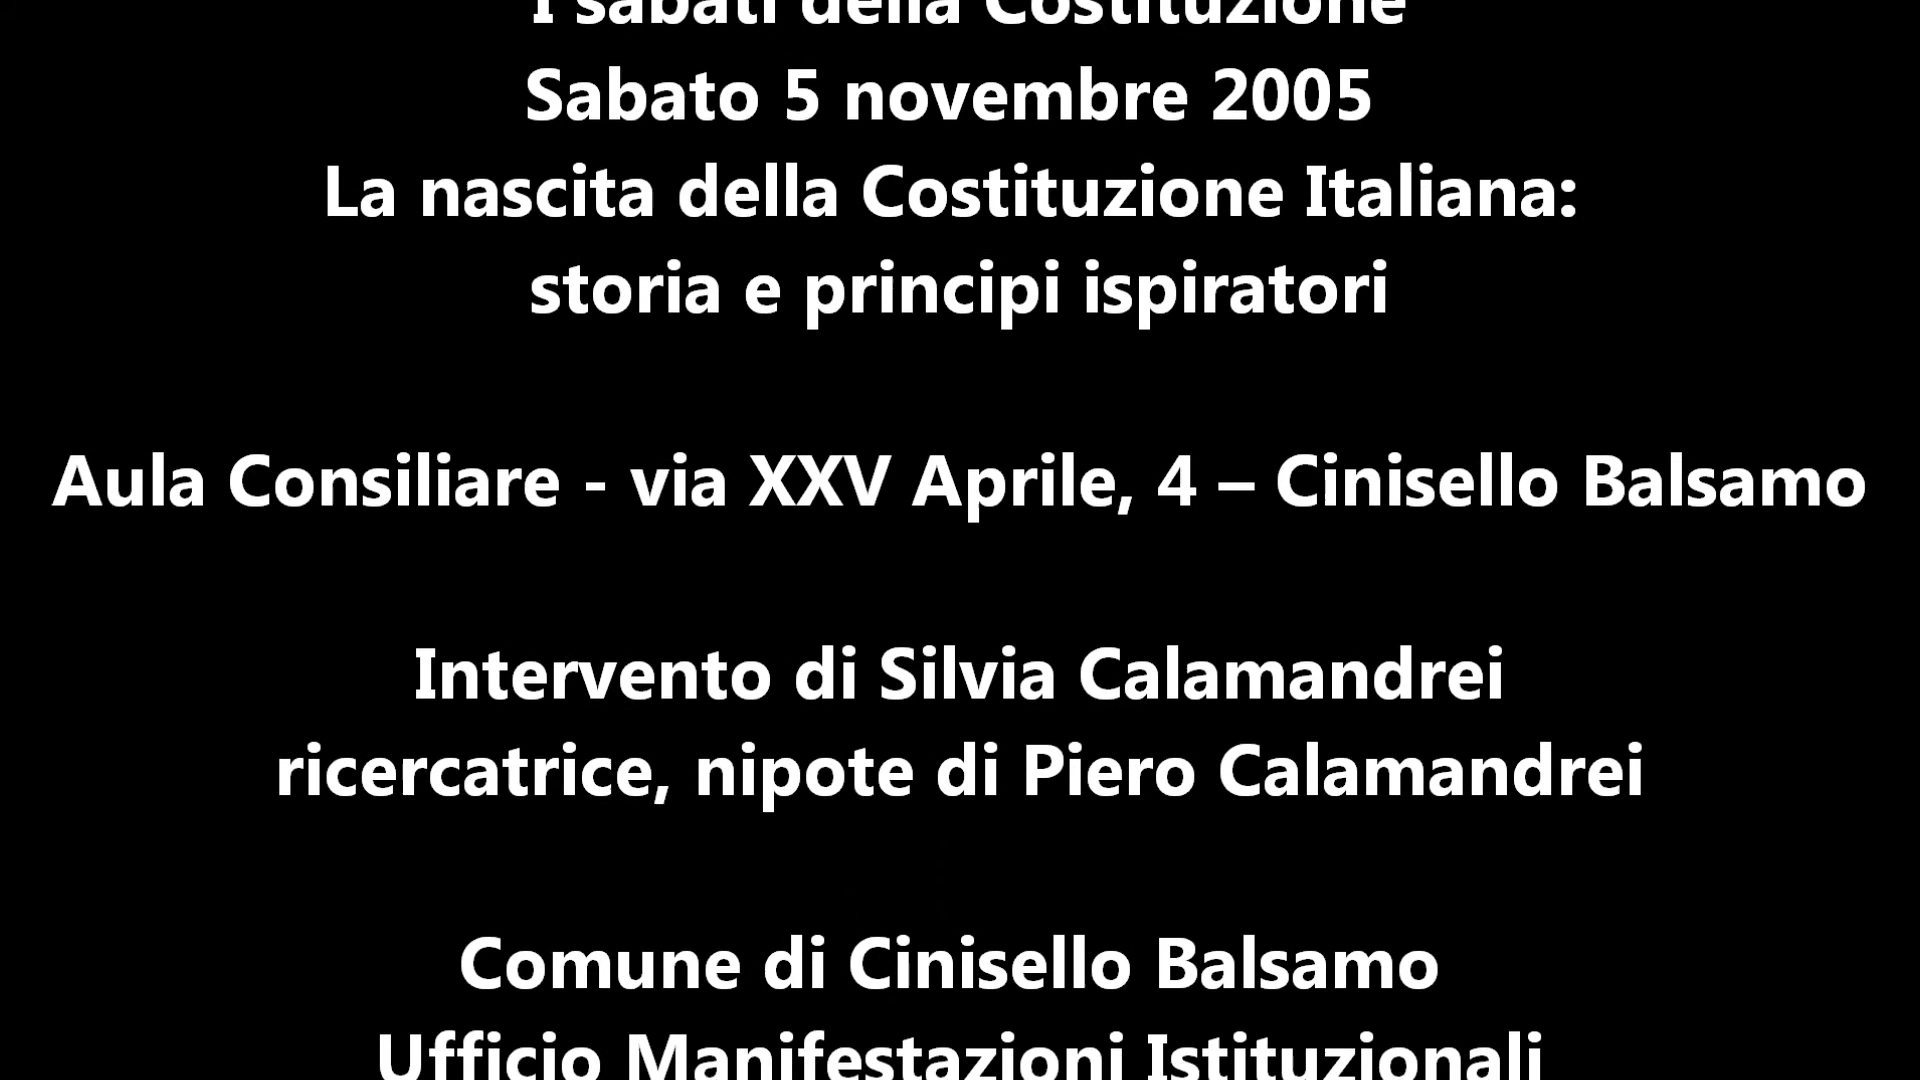 I sabati della Costituzione
Sabato 5 novembre 2005
La nascita della Costituzione Italiana:
storia e principi ispiratori
Aula Consiliare - via XXV Aprile, 4 – Cinisello Balsamo
Intervento di Silvia Calamandrei
ricercatrice, nipote di Piero Calamandrei
Comune di Cinisello Balsamo
Ufficio Manifestazioni Istituzionali